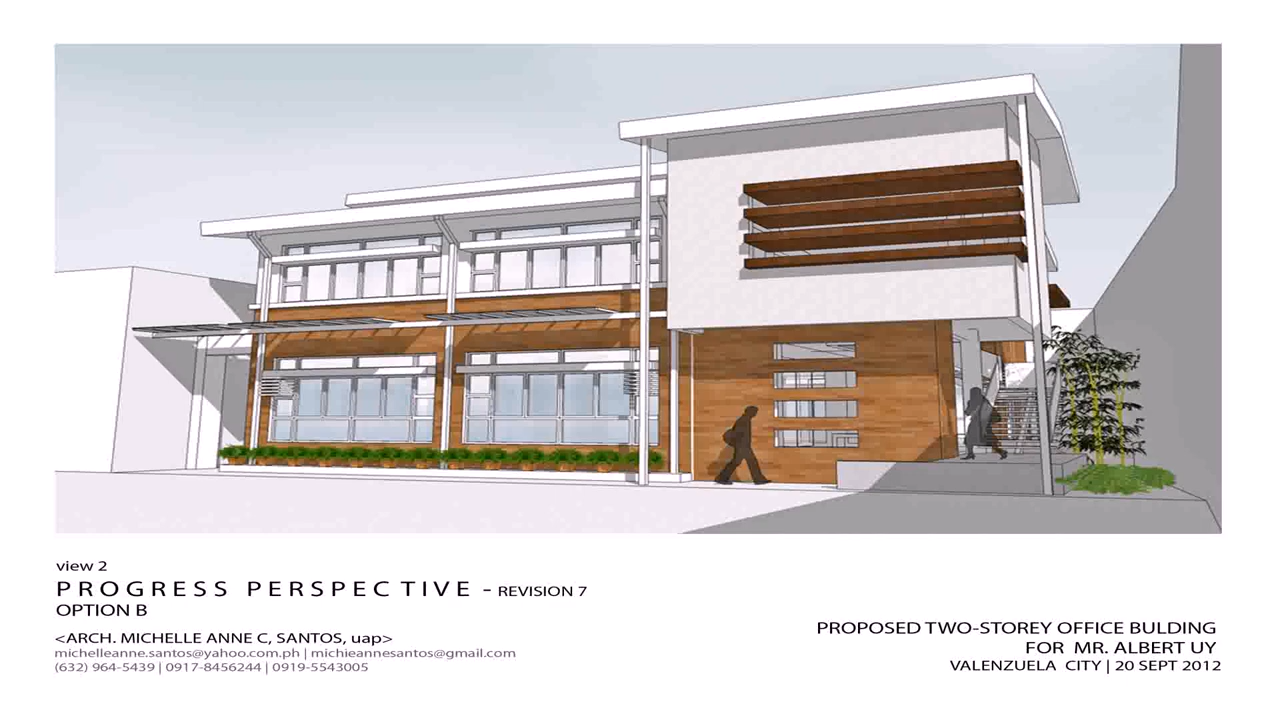 view 2
PROGRESS PERSPECTIVE - REVISION 7
OPTION B
<ARCH. MICHELLE ANNE C, SANTOS, uap>
michelleanne.santos@yahoo.com.ph | michieannesantos@gmail.com
(632) 964-5439 | 0917-8456244 | 0919-5543005
PROPOSED TWO-STOREY OFFICE BULDING
FOR MR. ALBERT UY
VALENZUELA CITY | 20 SEPT 2012